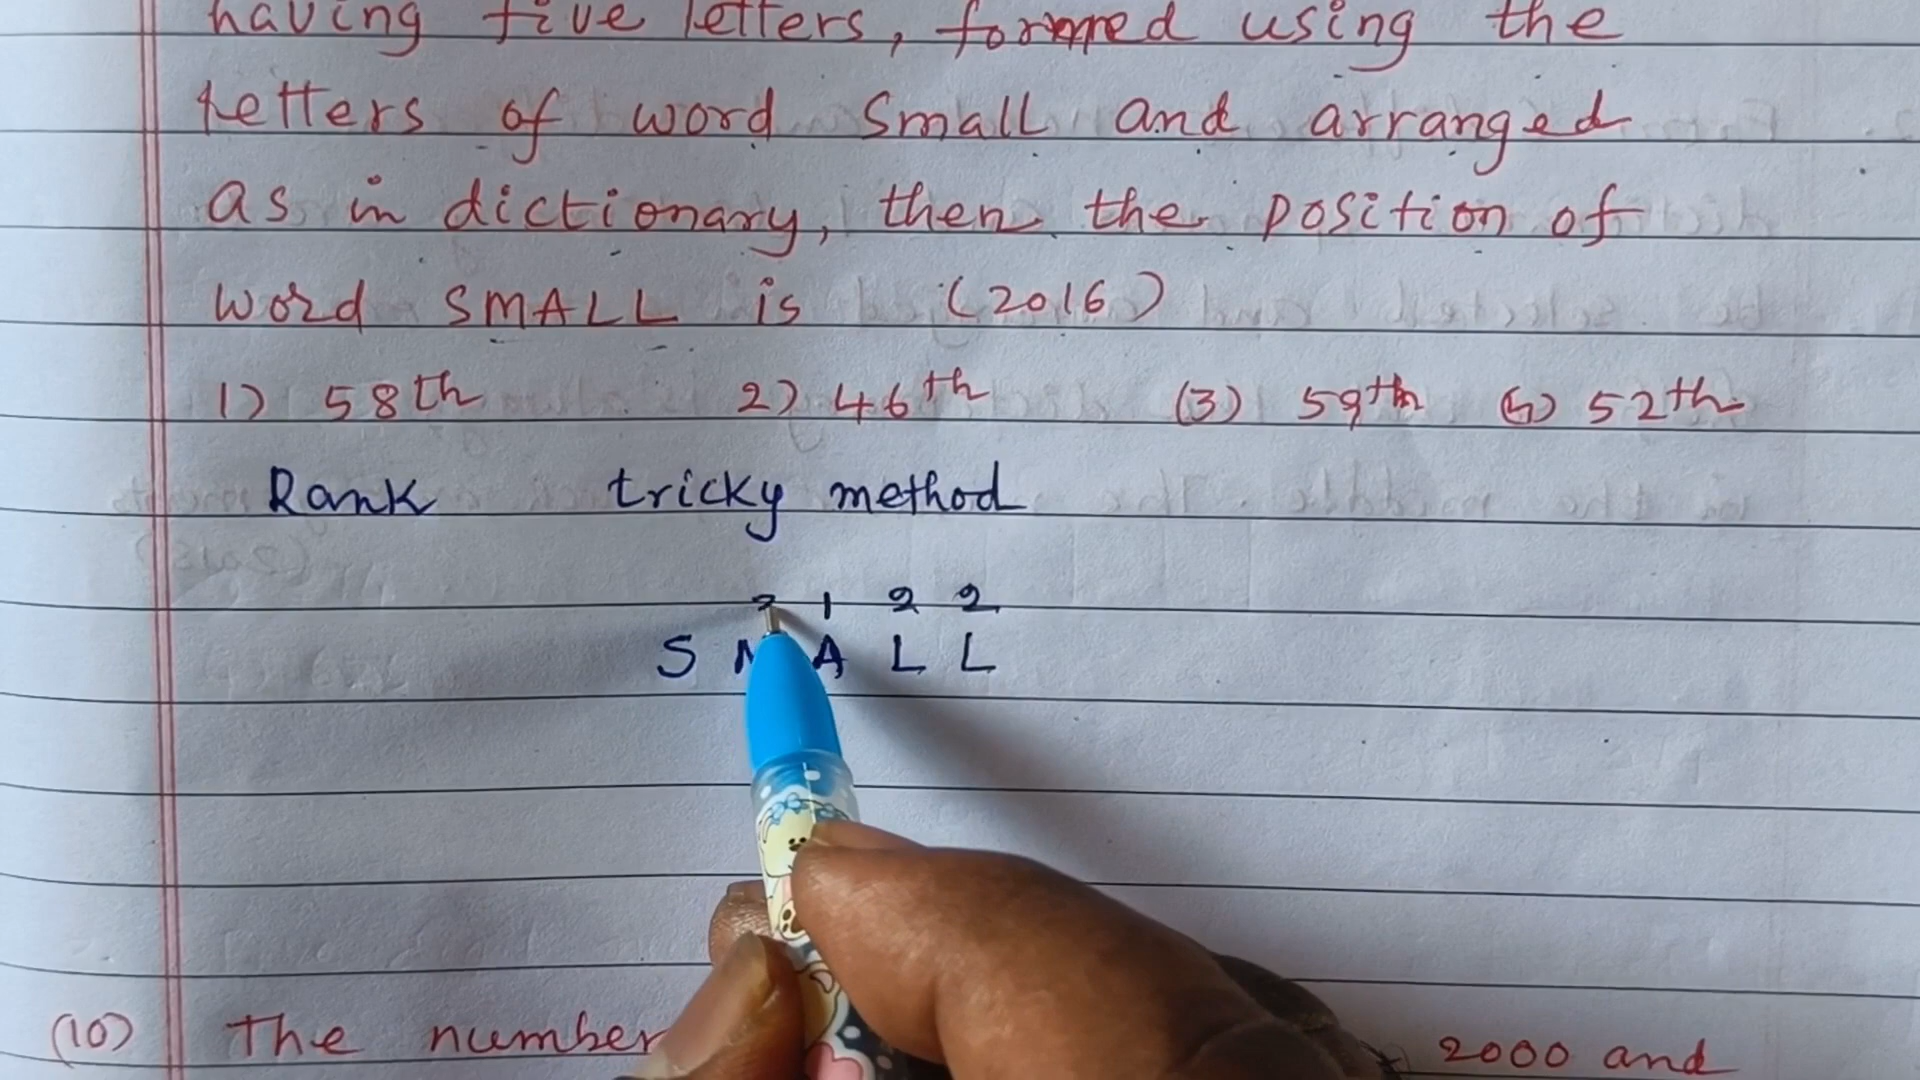 having five letters, formed using the
letters of word Small and arranged
as in dictionary, then the position of
word SMALL is (2016)
1) 58th 2) 46th (3) 59th (4) 52th
Rank tricky method
1 2 2
S M A L L
(10) The number 2000 and